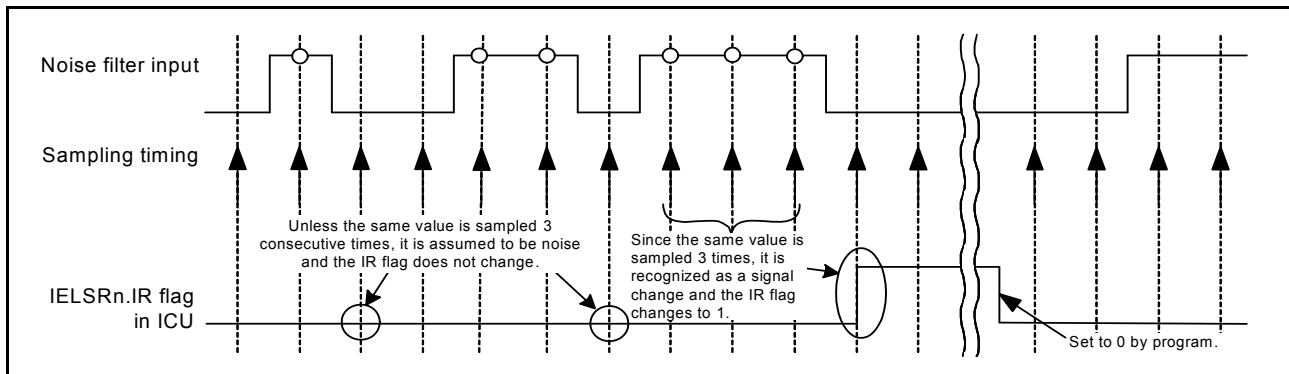 Noise filter input
Sampling timing
Unless the same value is sampled 3
consecutive times, it is assumed to be noise
and the IR flag does not change.
Since the same value is
sampled 3 times, it is
recognized as a signal
change and the IR flag
changes to 1.
IELSRn.IR flag
in ICU
Set to 0 by program.